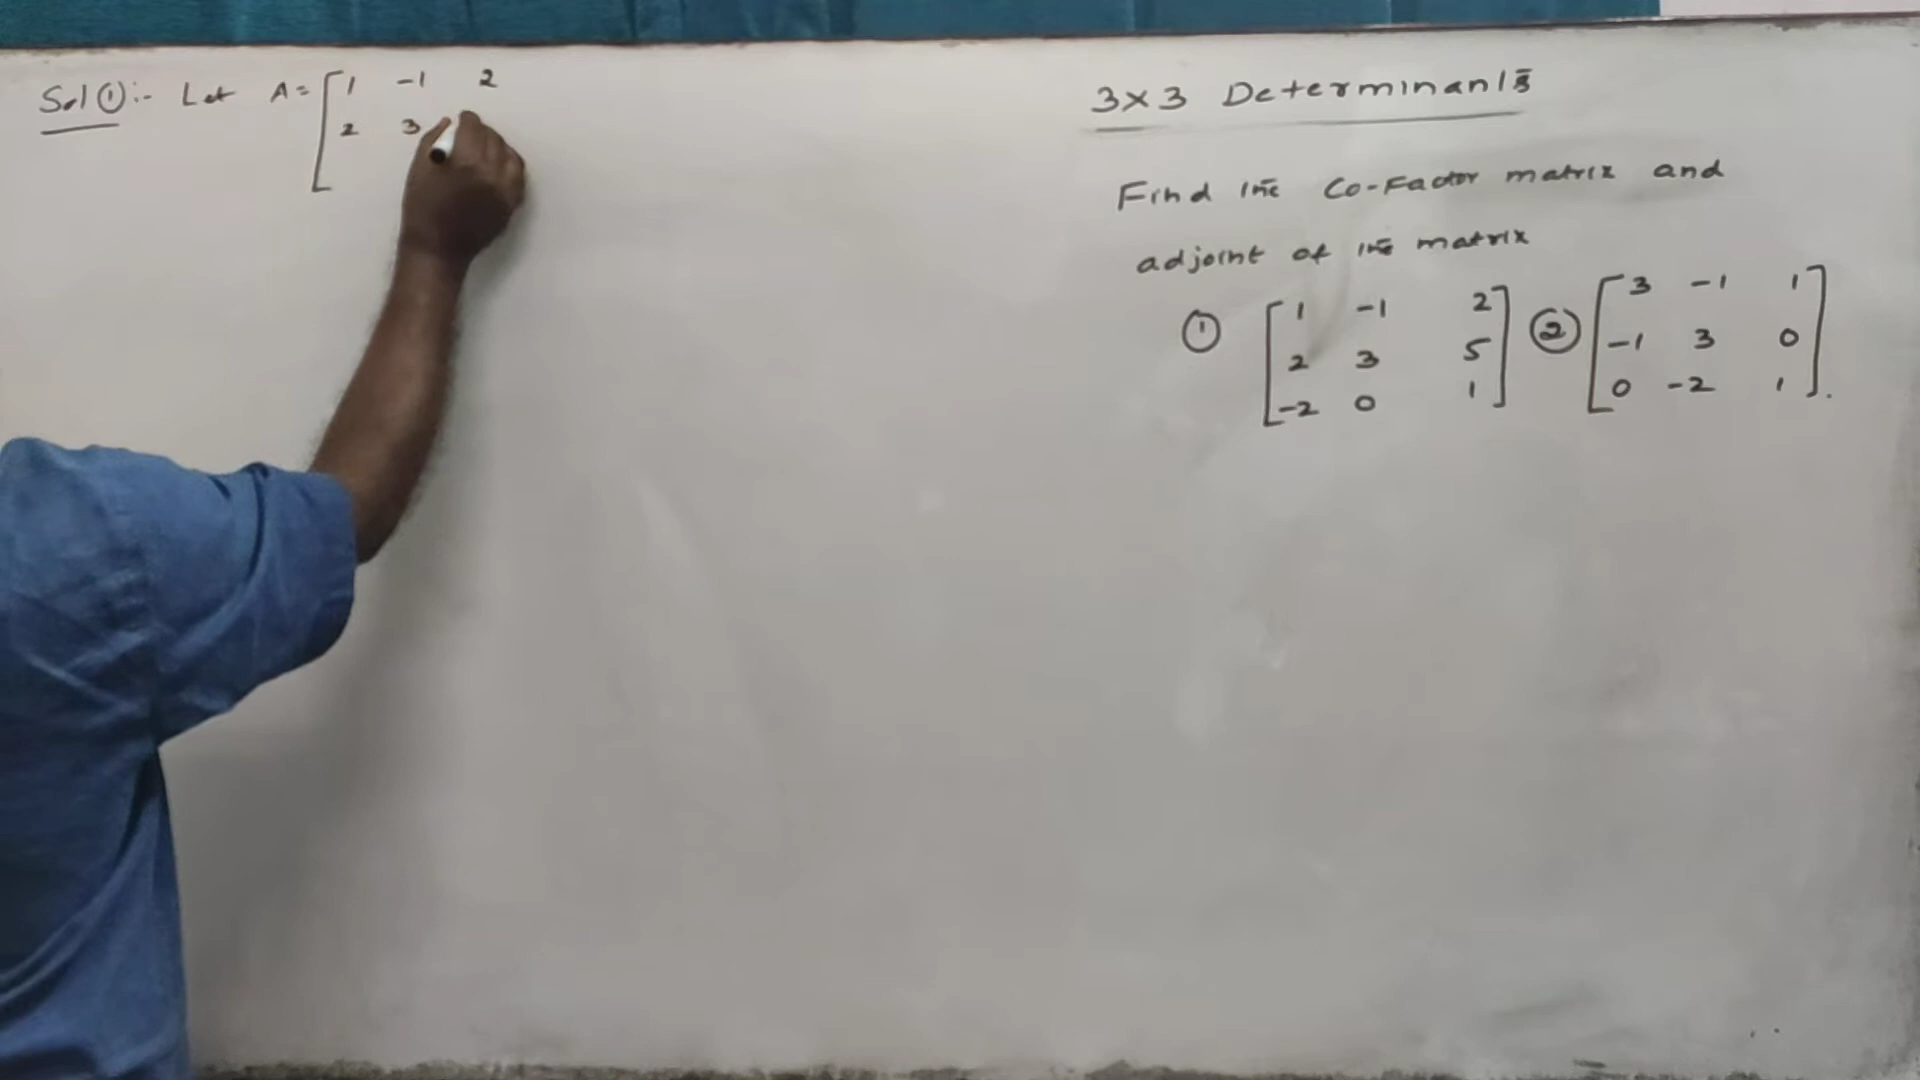 Sol ① :- Let A = [ 1 -1 2
2 3
3×3 Determinants
Find the Co-Factor matrix and
adjoint of the matrix
① [ 1 -1 2 ] ② [ 3 -1 1 ]
2 3 5 -1 3 0
-2 0 1 0 -2 1 .